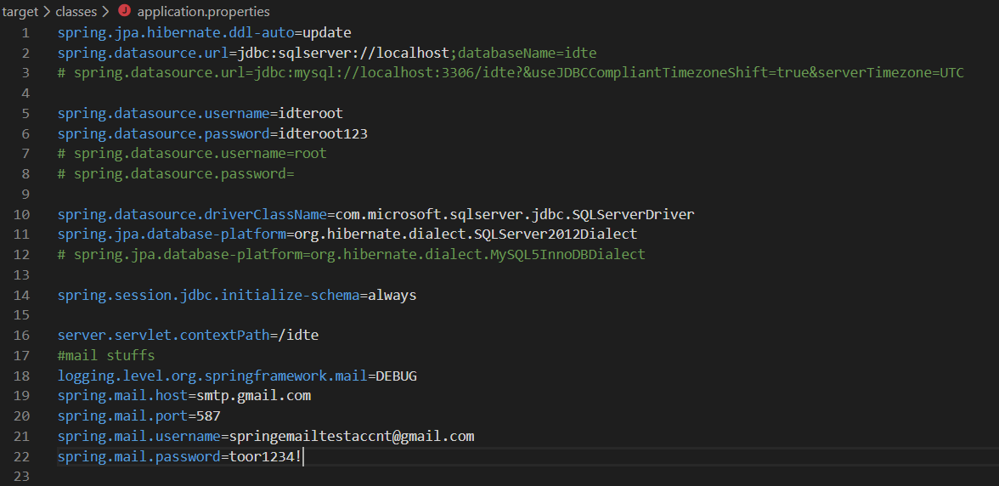 target > classes > J application.properties
1 spring.jpa.hibernate.ddl-auto=update
2 spring.datasource.url=jdbc:sqlserver://localhost;databaseName=idte
3 # spring.datasource.url=jdbc:mysql://localhost:3306/idte?&useJDBCCompliantTimezoneShift=true&serverTimezone=UTC
4
5 spring.datasource.username=idteroot
6 spring.datasource.password=idteroot123
7 # spring.datasource.username=root
8 # spring.datasource.password=
9
10 spring.datasource.driverClassName=com.microsoft.sqlserver.jdbc.SQLServerDriver
11 spring.jpa.database-platform=org.hibernate.dialect.SQLServer2012Dialect
12 # spring.jpa.database-platform=org.hibernate.dialect.MySQL5InnoDBDialect
13
14 spring.session.jdbc.initialize-schema=always
15
16 server.servlet.contextPath=/idte
17 #mail stuffs
18 logging.level.org.springframework.mail=DEBUG
19 spring.mail.host=smtp.gmail.com
20 spring.mail.port=587
21 spring.mail.username=springemailtestaccnt@gmail.com
22 spring.mail.password=toor1234!
23